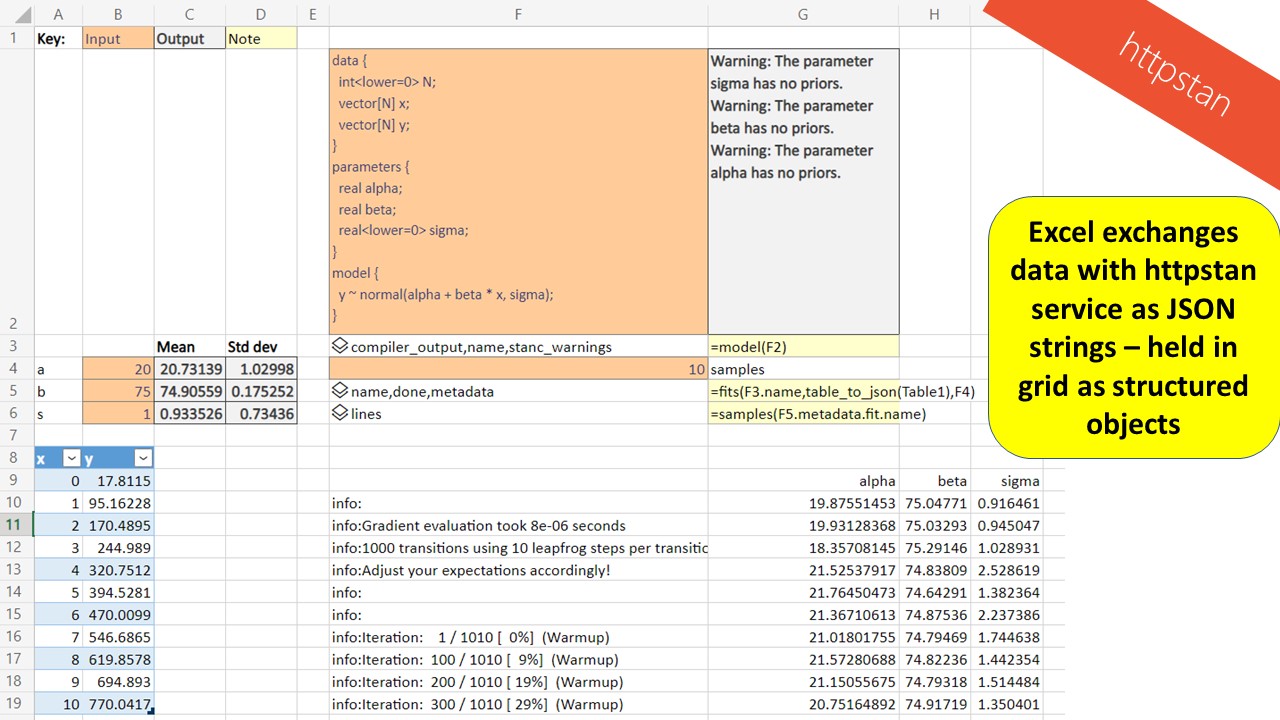 A B C D E F G H
1 Key: Input Output Note
data {
int<lower=0> N;
vector[N] x;
vector[N] y;
}
parameters {
real alpha;
real beta;
real<lower=0> sigma;
}
model {
y ~ normal(alpha + beta * x, sigma);
}
Warning: The parameter
sigma has no priors.
Warning: The parameter
beta has no priors.
Warning: The parameter
alpha has no priors.
2
3 Mean Std dev compiler_output,name,stanc_warnings =model(F2)
4 a 20 20.73139 1.02998 10 samples
5 b 75 74.90559 0.175252 name,done,metadata =fits(F3.name,table_to_json(Table1),F4)
6 s 1 0.933526 0.73436 lines =samples(F5.metadata.fit.name)
7
8 x y
9 0 17.8115 alpha beta sigma
10 1 95.16228 info: 19.87551453 75.04771 0.916461
11 2 170.4895 info:Gradient evaluation took 8e-06 seconds 19.93128368 75.03293 0.945047
12 3 244.989 info:1000 transitions using 10 leapfrog steps per transitic 18.35708145 75.29146 1.028931
13 4 320.7512 info:Adjust your expectations accordingly! 21.52537917 74.83809 2.528619
14 5 394.5281 info: 21.76450473 74.64291 1.382364
15 6 470.0099 info: 21.36710613 74.87536 2.237386
16 7 546.6865 info:Iteration: 1 / 1010 [ 0%] (Warmup) 21.01801755 74.79469 1.744638
17 8 619.8578 info:Iteration: 100 / 1010 [ 9%] (Warmup) 21.57280688 74.82236 1.442354
18 9 694.893 info:Iteration: 200 / 1010 [ 19%] (Warmup) 21.15055675 74.79318 1.514484
19 10 770.0417 info:Iteration: 300 / 1010 [ 29%] (Warmup) 20.75164892 74.91719 1.350401
httpstan
Excel exchanges
data with httpstan
service as JSON
strings – held in
grid as structured
objects